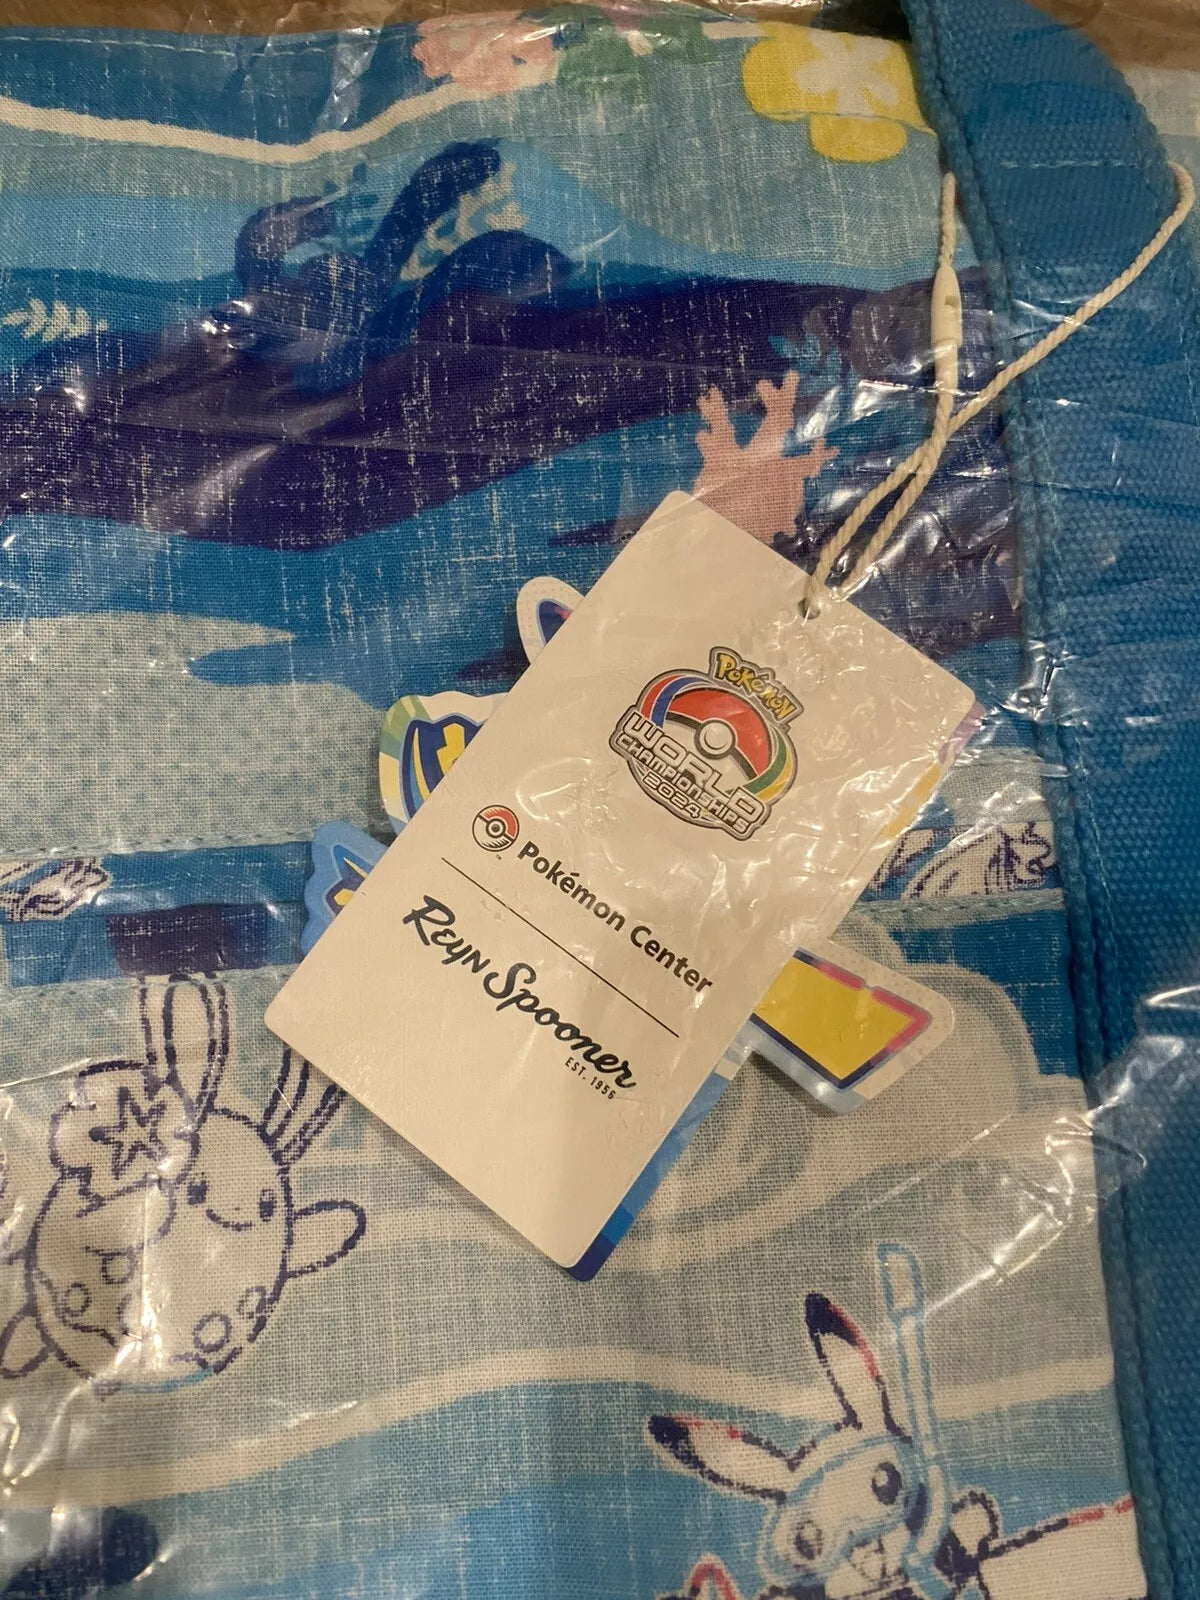 Pokémon
WORLD
CHAMPIONSHIPS
2024
Pokémon Center
Reyn Spooner
EST. 1956